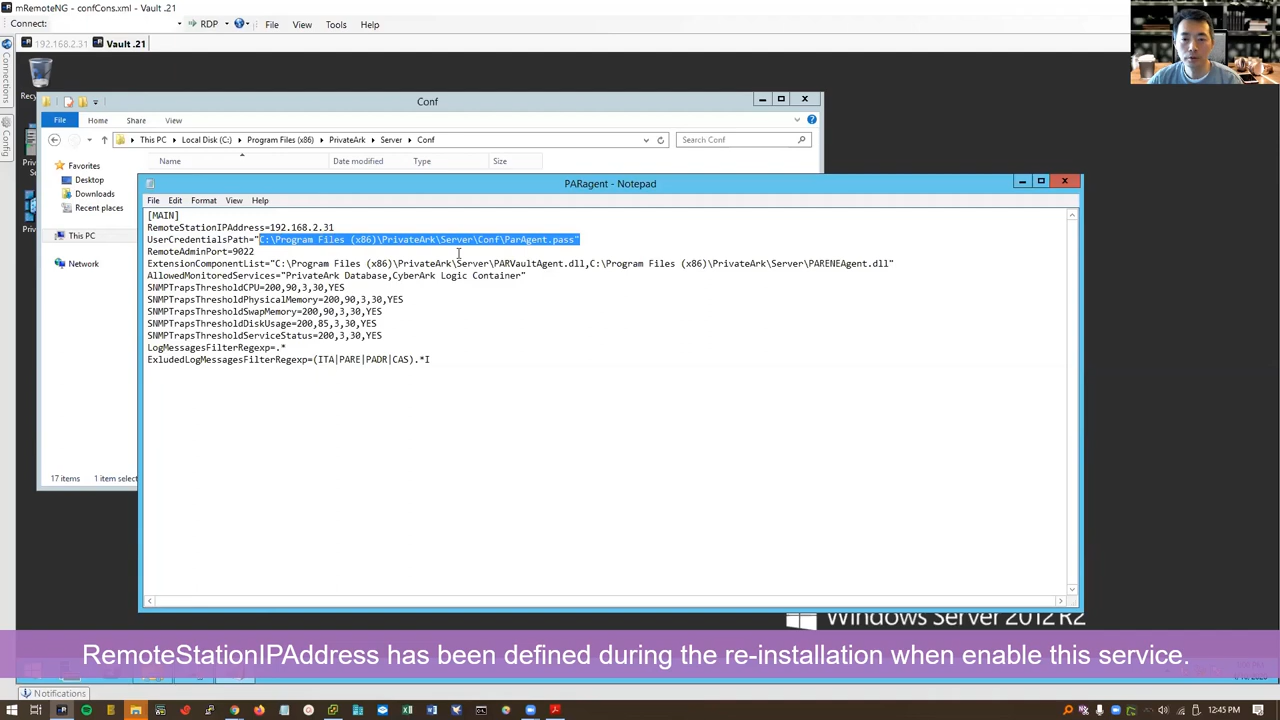 mRemoteNG - confCons.xml - Vault .21
Connect:
RDP
File View Tools Help
192.168.2.31
Vault .21
Connections
Config
Conf
File Home Share View
This PC Local Disk (C:) Program Files (x86) PrivateArk Server Conf
Search Conf
Favorites
Desktop
Downloads
Recent places
This PC
Network
Name Date modified Type Size
17 items
PARagent - Notepad
File Edit Format View Help
[MAIN]
RemoteStationIPAddress=192.168.2.31
UserCredentialsPath="C:\Program Files (x86)\PrivateArk\Server\Conf\ParAgent.pass"
RemoteAdminPort=9022
ExtensionComponentList="C:\Program Files (x86)\PrivateArk\Server\PARVaultAgent.dll,C:\Program Files (x86)\PrivateArk\Server\PARENEAgent.dll"
AllowedMonitoredServices="PrivateArk Database,CyberArk Logic Container"
SNMPTrapsThresholdCPU=200,90,3,30,YES
SNMPTrapsThresholdPhysicalMemory=200,90,3,30,YES
SNMPTrapsThresholdSwapMemory=200,90,3,30,YES
SNMPTrapsThresholdDiskUsage=200,85,3,30,YES
SNMPTrapsThresholdServiceStatus=200,3,30,YES
LogMessagesFilterRegexp=.*
ExludedLogMessagesFilterRegexp=(ITA|PARE|PADR|CAS).*I
Windows Server 2012 R2
RemoteStationIPAddress has been defined during the re-installation when enable this service.
Notifications
12:45 PM